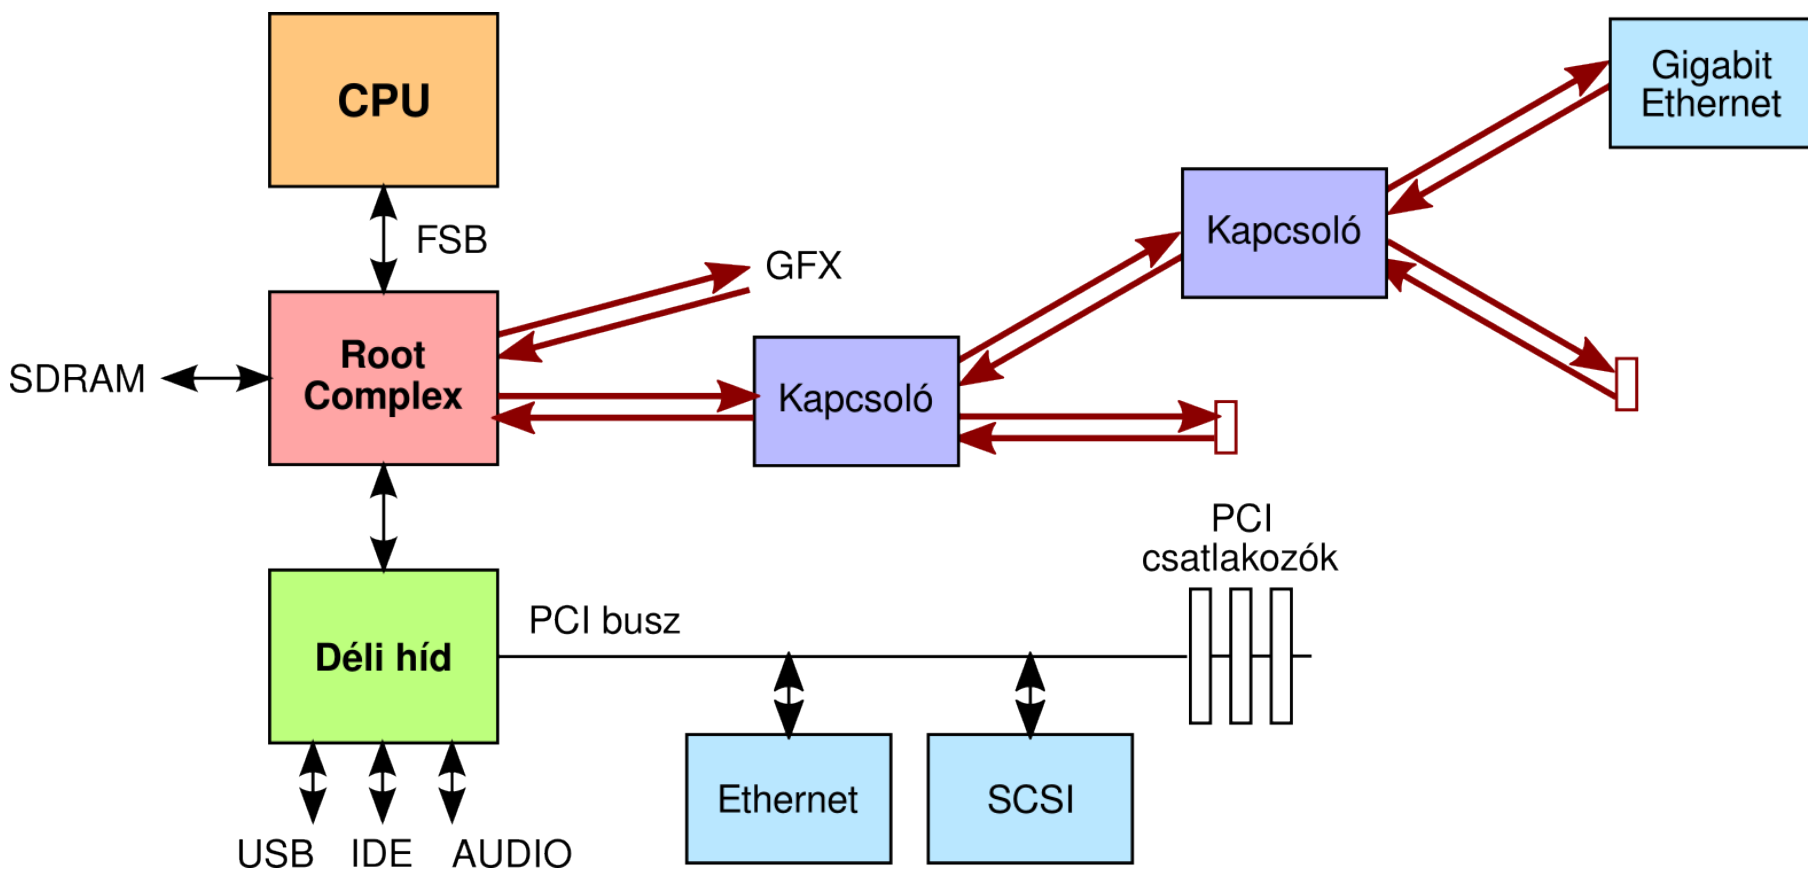 CPU
Gigabit
Ethernet
FSB
Kapcsoló
GFX
Root
Complex
SDRAM
Kapcsoló
PCI
csatlakozók
PCI busz
Déli híd
Ethernet
SCSI
USB
IDE
AUDIO